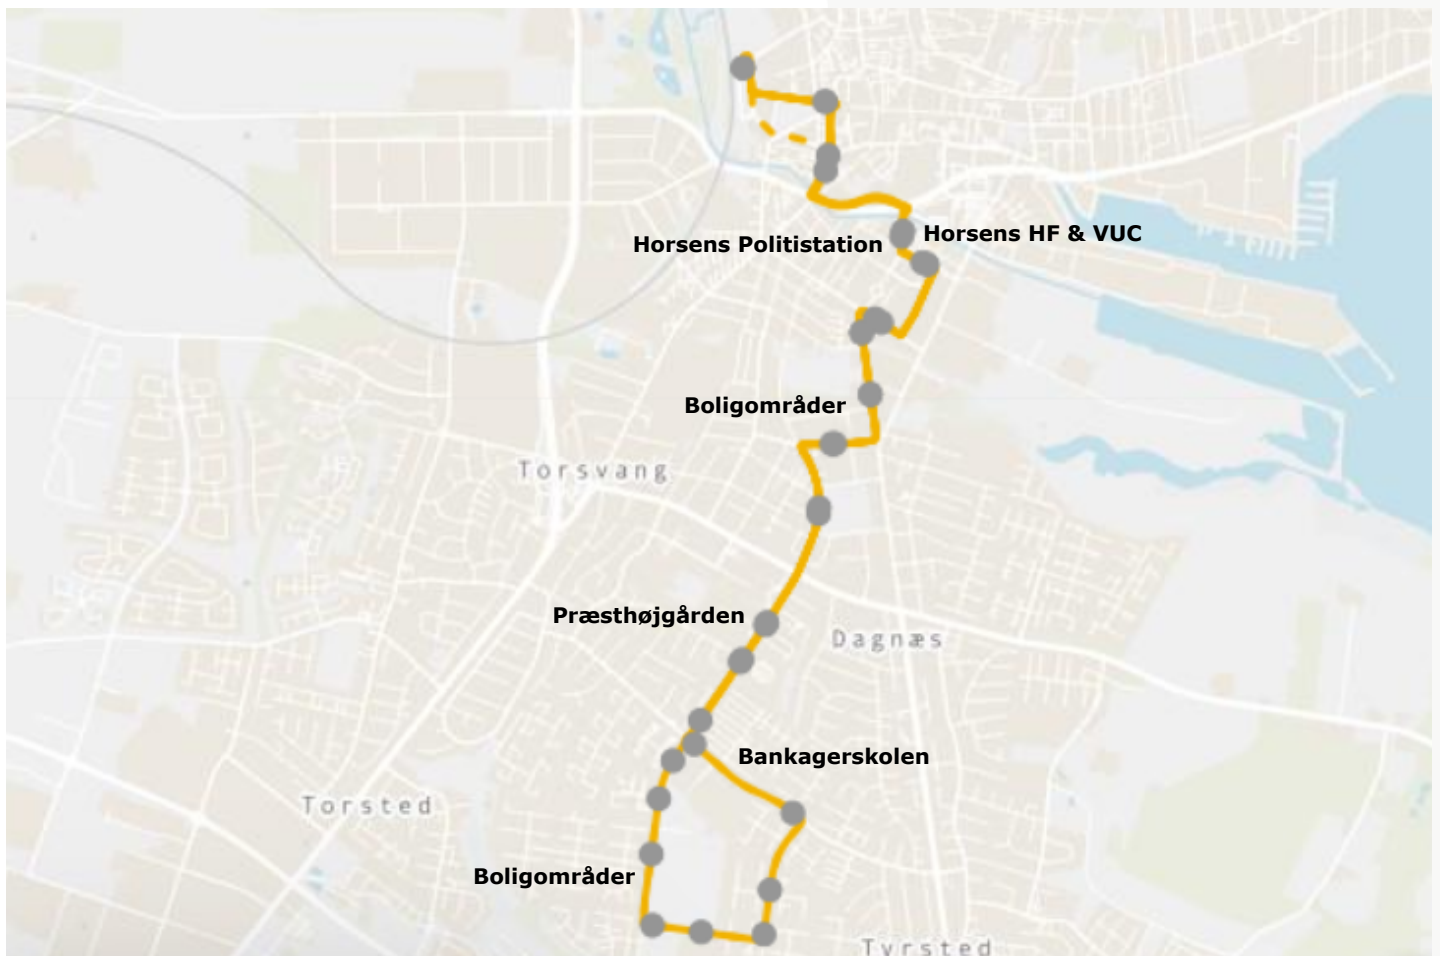 Horsens HF & VUC
Horsens Politistation
Boligområder
Torsvang
Præsthøjgården
Dagnæs
Bankagerskolen
Torsted
Boligområder
Tyrsted